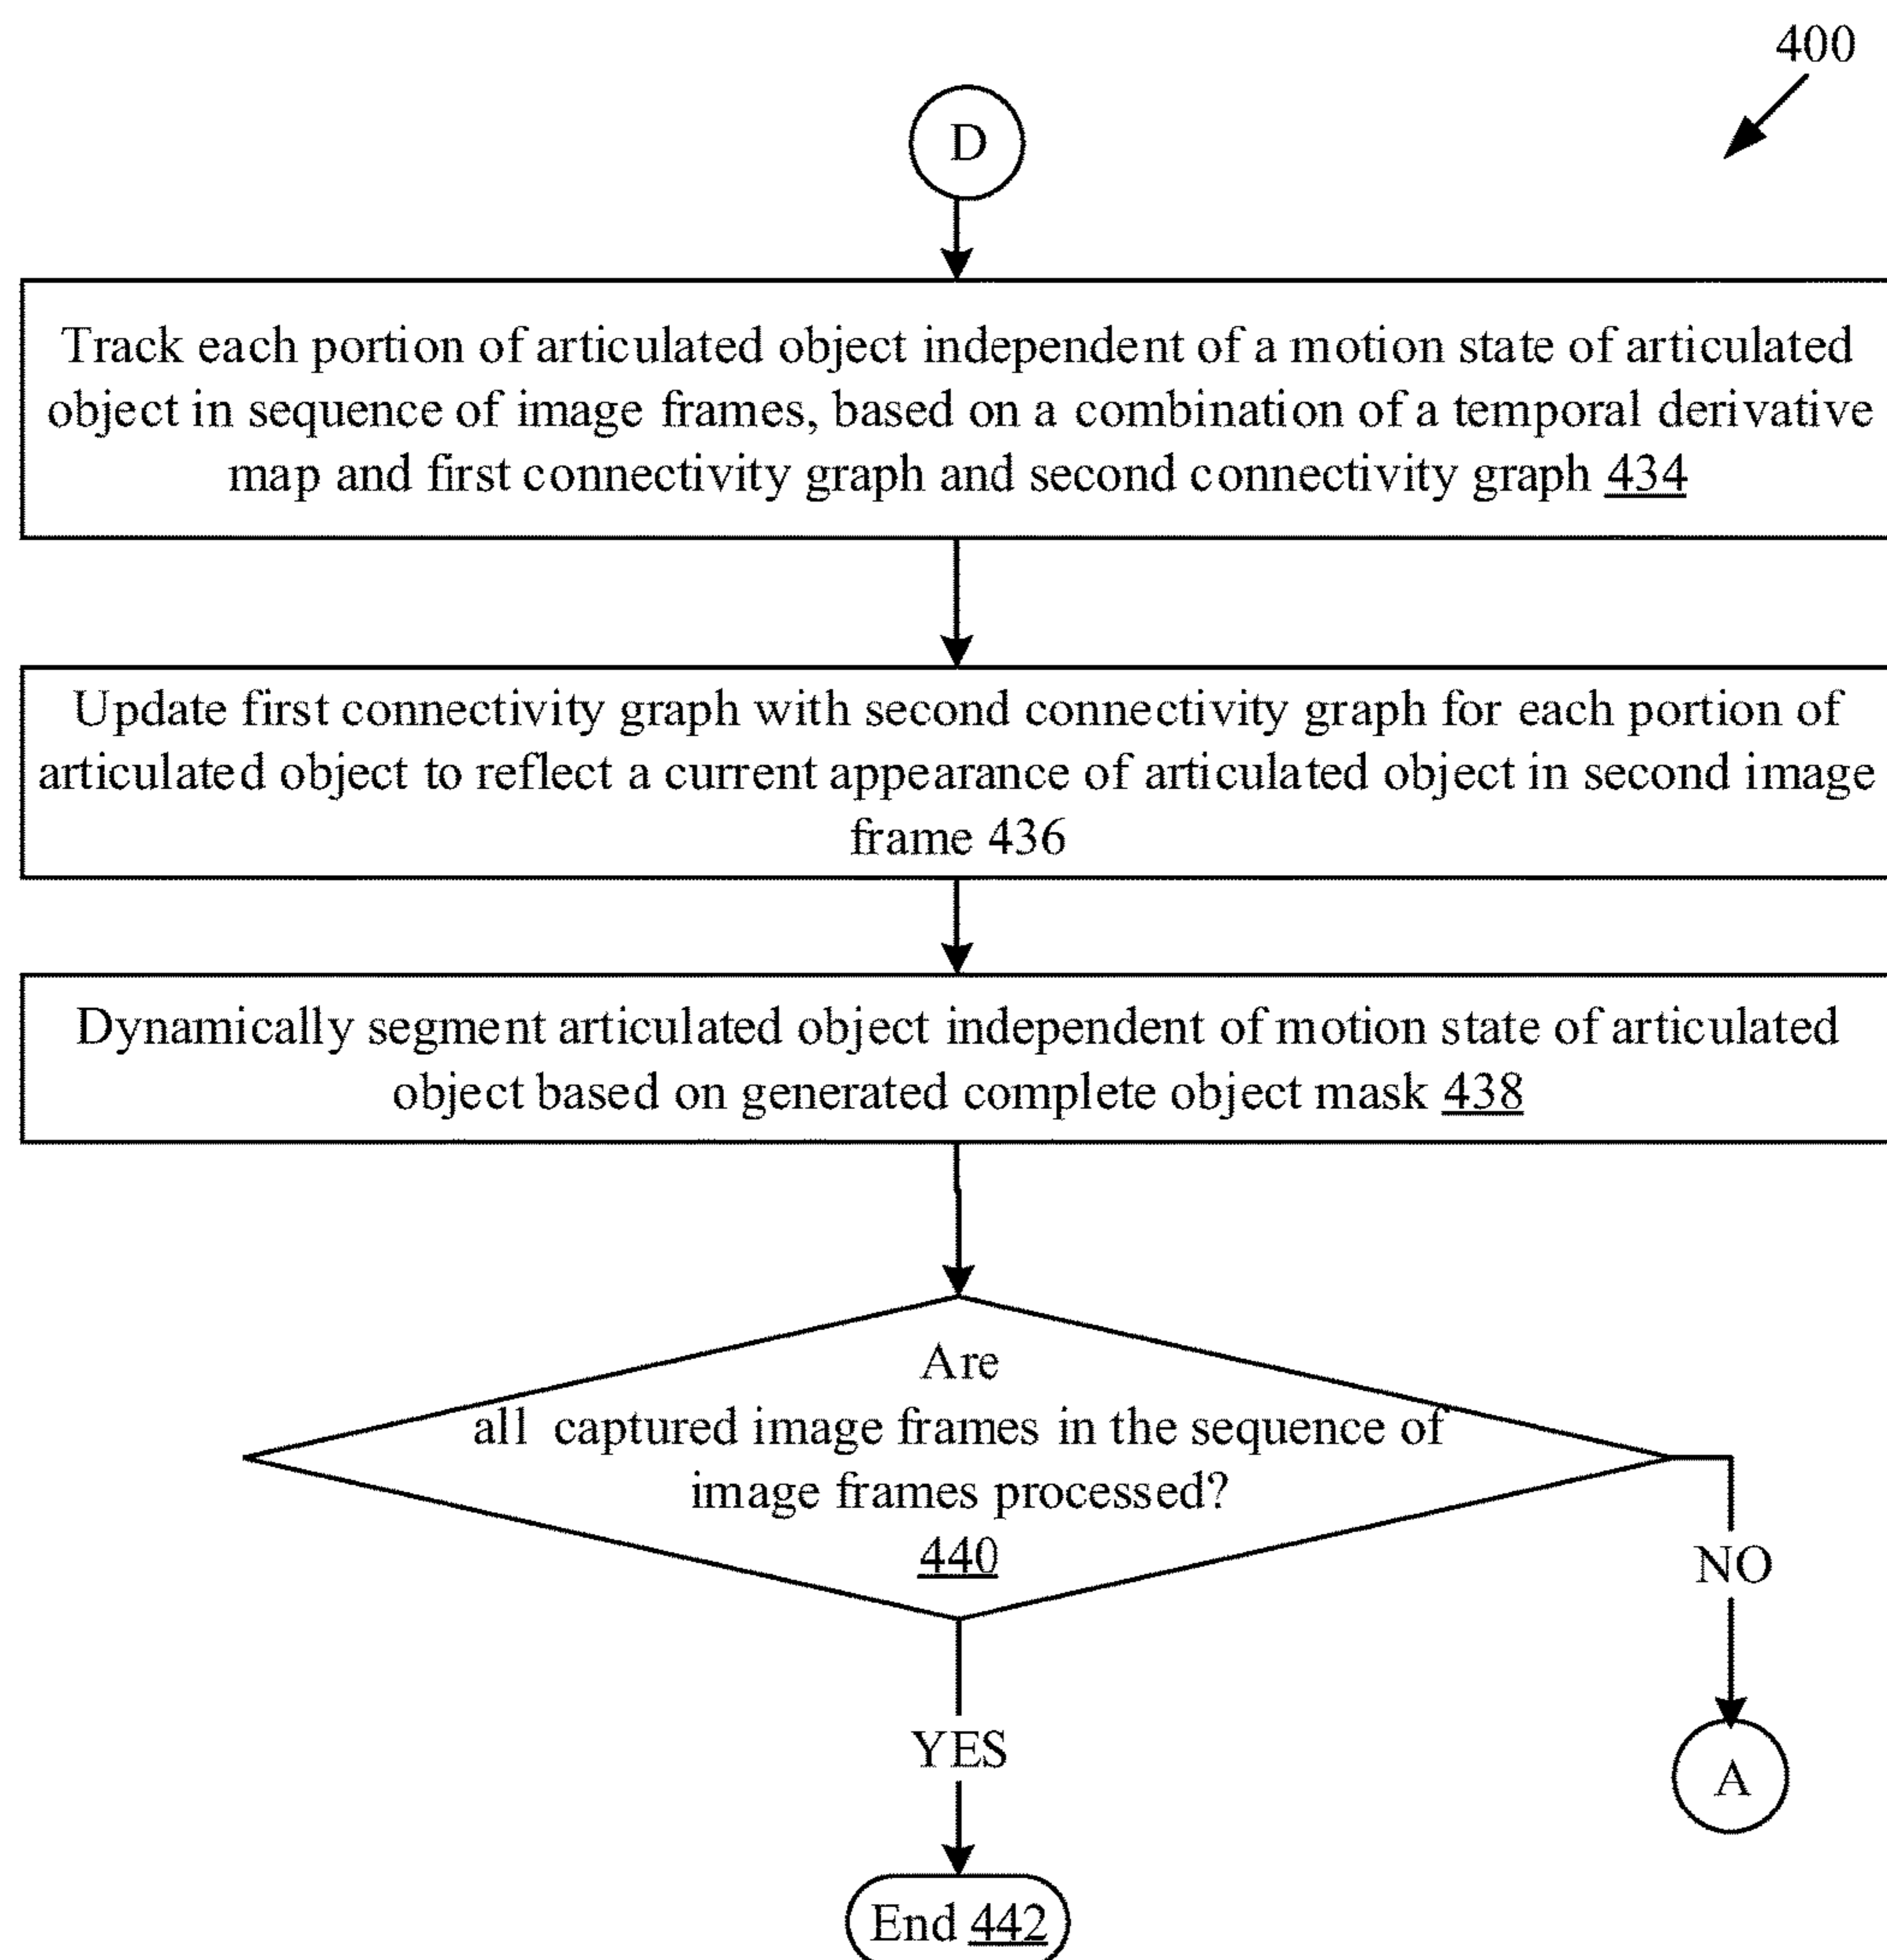 400
D
Track each portion of articulated object independent of a motion state of articulated
object in sequence of image frames, based on a combination of a temporal derivative
map and first connectivity graph and second connectivity graph 434
Update first connectivity graph with second connectivity graph for each portion of
articulated object to reflect a current appearance of articulated object in second image
frame 436
Dynamically segment articulated object independent of motion state of articulated
object based on generated complete object mask 438
Are
all captured image frames in the sequence of
image frames processed?
440
NO
YES
A
End 442